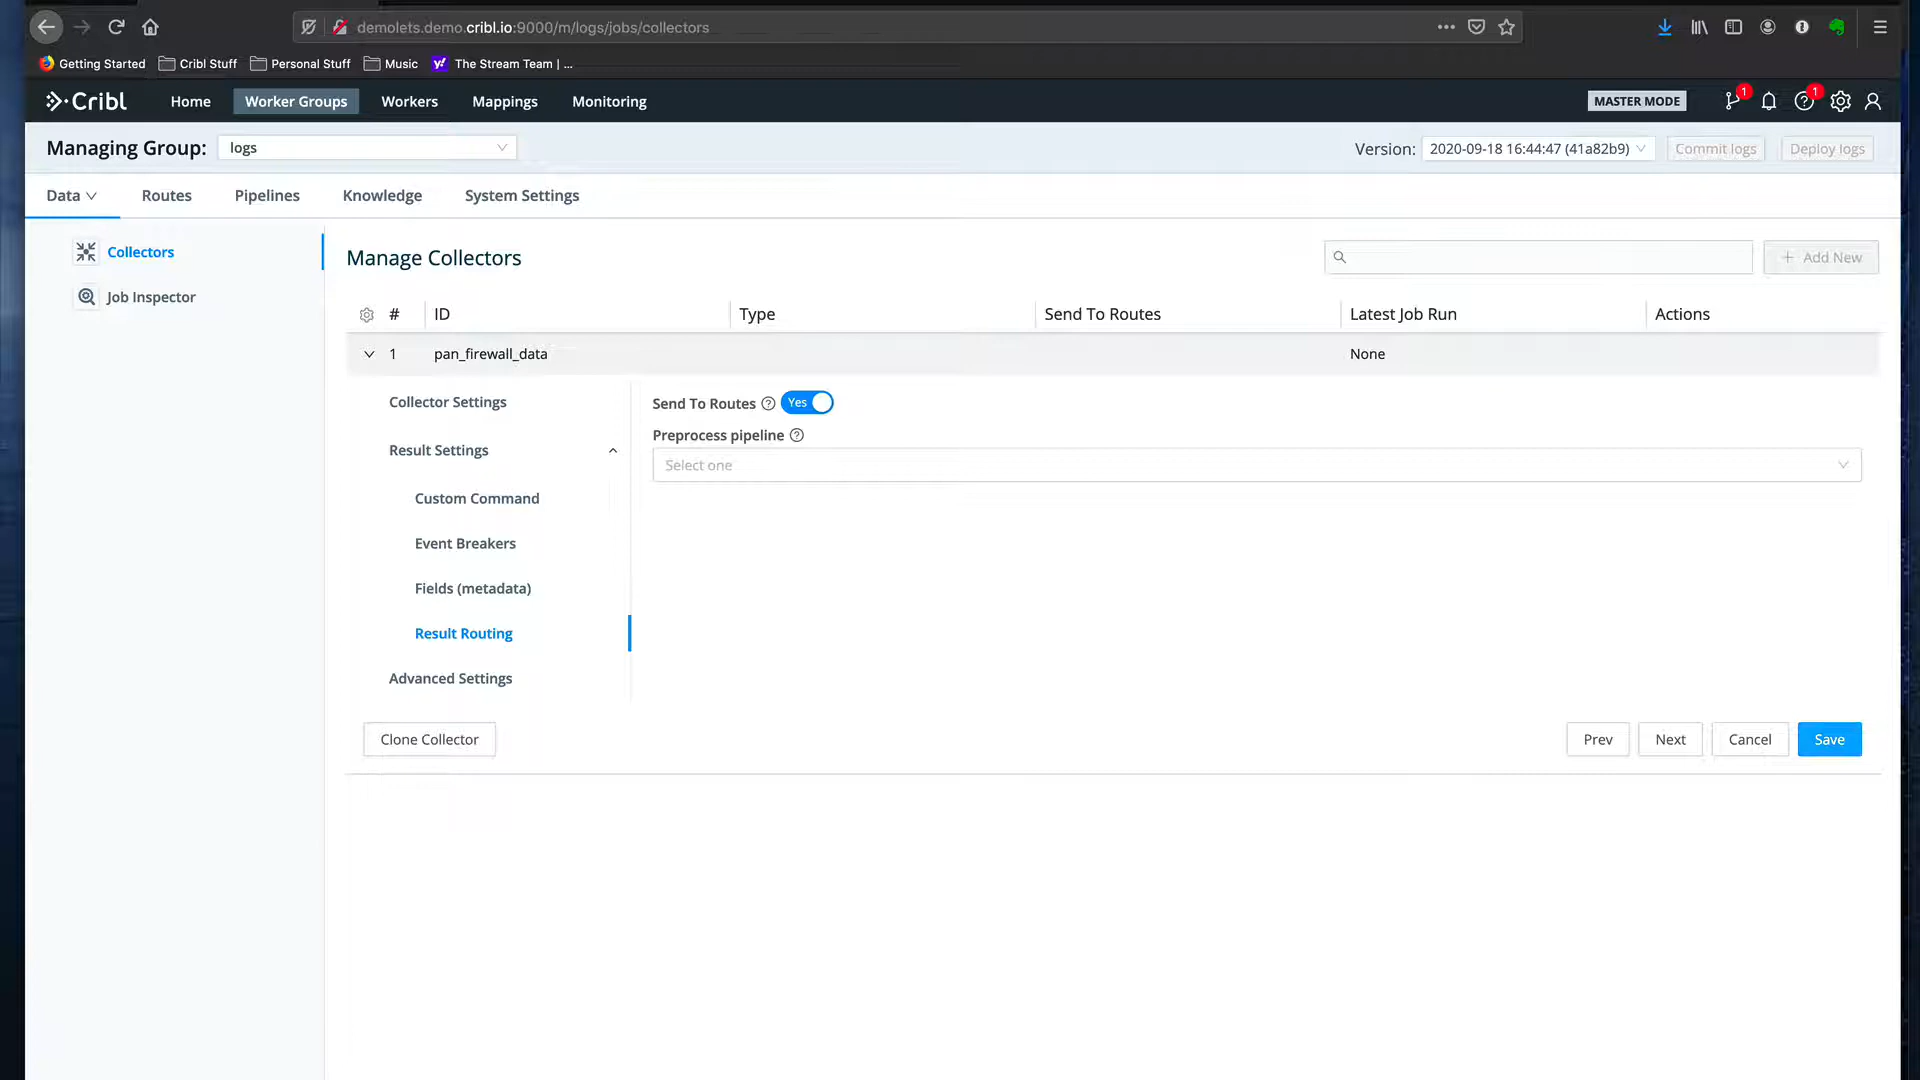 demolets.demo.cribl.io:9000/m/logs/jobs/collectors
Getting Started Cribl Stuff Personal Stuff Music The Stream Team | ...
Cribl Home Worker Groups Workers Mappings Monitoring MASTER MODE 1 1
Managing Group: logs Version: 2020-09-18 16:44:47 (41a82b9) Commit logs Deploy logs
Data Routes Pipelines Knowledge System Settings
Collectors
Job Inspector
Manage Collectors
+ Add New
# ID Type Send To Routes Latest Job Run Actions
1 pan_firewall_data None
Collector Settings
Result Settings
Custom Command
Event Breakers
Fields (metadata)
Result Routing
Advanced Settings
Send To Routes Yes
Preprocess pipeline
Select one
Clone Collector Prev Next Cancel Save